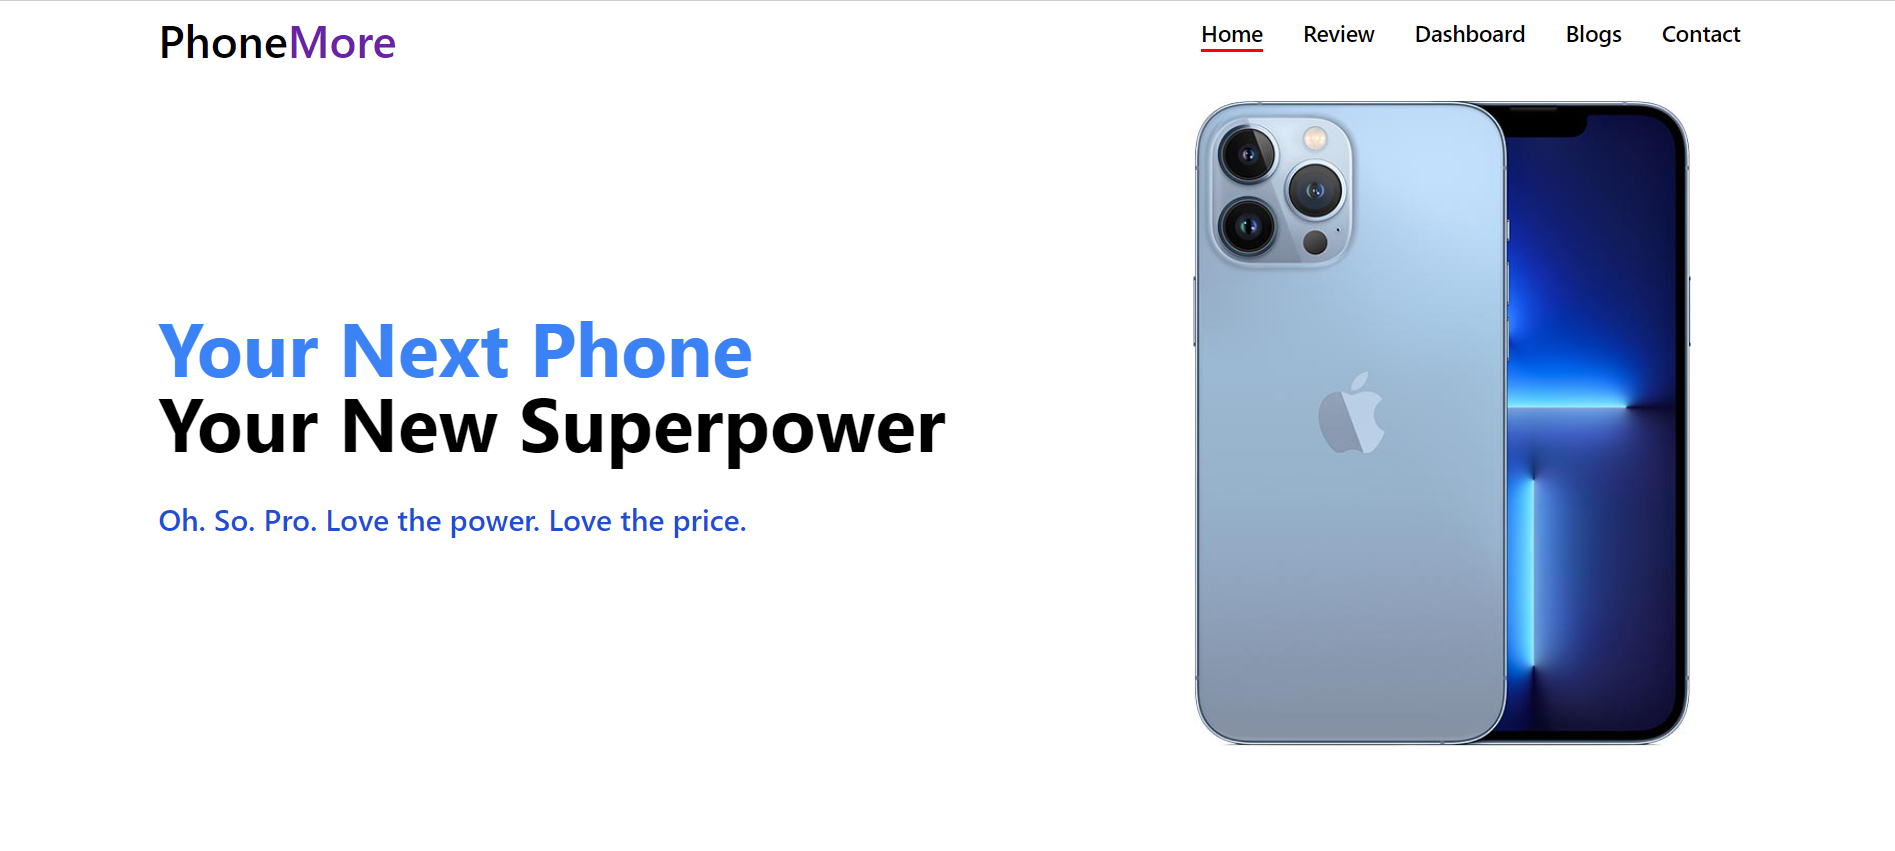 PhoneMore
Home Review Dashboard Blogs Contact
Your Next Phone
Your New Superpower
Oh. So. Pro. Love the power. Love the price.